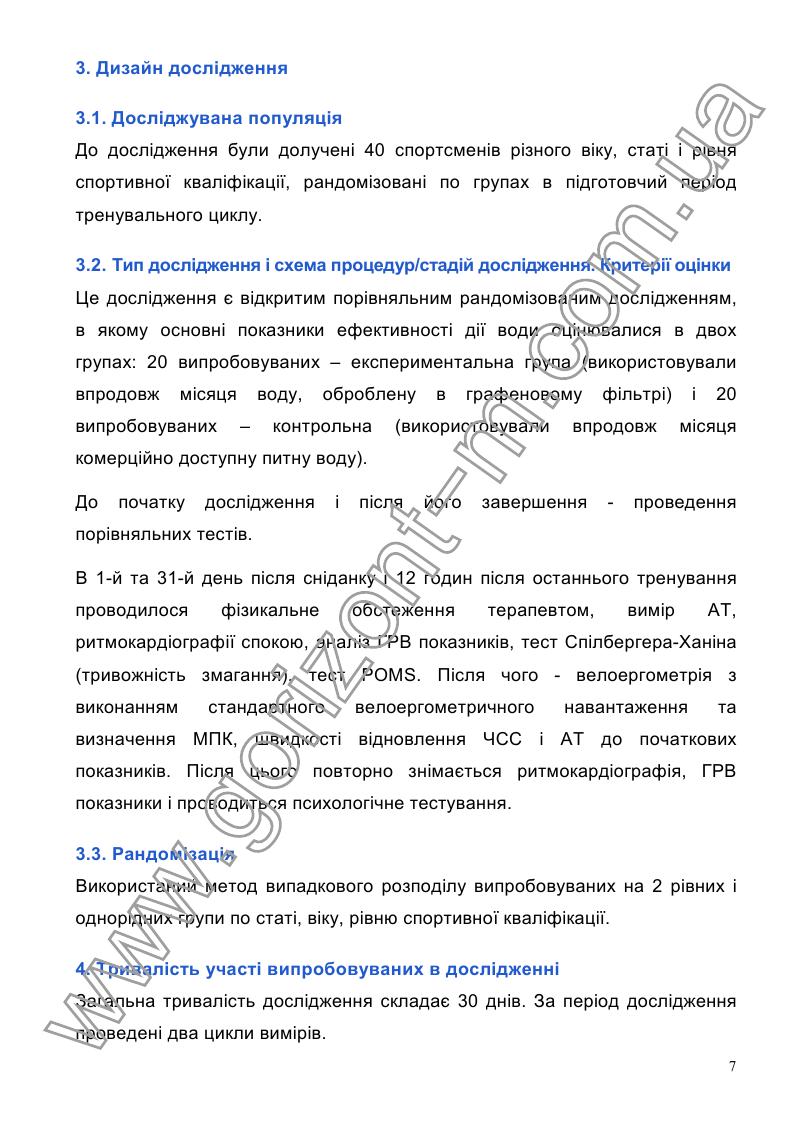 3. Дизайн дослідження
3.1. Досліджувана популяція
До дослідження були долучені 40 спортсменів різного віку, статі і рівня
спортивної кваліфікації, рандомізовані по групах в підготовчий період
тренувального циклу.
3.2. Тип дослідження і схема процедур/стадій дослідження. Критерії оцінки
Це дослідження є відкритим порівняльним рандомізованим дослідженням,
в якому основні показники ефективності дії води оцінювалися в двох
групах: 20 випробовуваних – експериментальна група (використовували
впродовж місяця воду, оброблену в графеновому фільтрі) і 20
випробовуваних – контрольна (використовували впродовж місяця
комерційно доступну питну воду).
До початку дослідження і після його завершення - проведення
порівняльних тестів.
В 1-й та 31-й день після сніданку і 12 годин після останнього тренування
проводилося фізикальне обстеження терапевтом, вимір АТ,
ритмокардіографії спокою, аналіз ГРВ показників, тест Спілбергера-Ханіна
(тривожність змагання), тест POMS. Після чого - велоергометрія з
виконанням стандартного велоергометричного навантаження та
визначення МПК, швидкості відновлення ЧСС і АТ до початкових
показників. Після цього повторно знімається ритмокардіографія, ГРВ
показники і проводиться психологічне тестування.
3.3. Рандомізація
Використаний метод випадкового розподілу випробовуваних на 2 рівних і
однорідних групи по статі, віку, рівню спортивної кваліфікації.
4. Тривалість участі випробовуваних в дослідженні
Загальна тривалість дослідження складає 30 днів. За період дослідження
проведені два цикли вимірів.
7
www.gorizont-m.com.ua